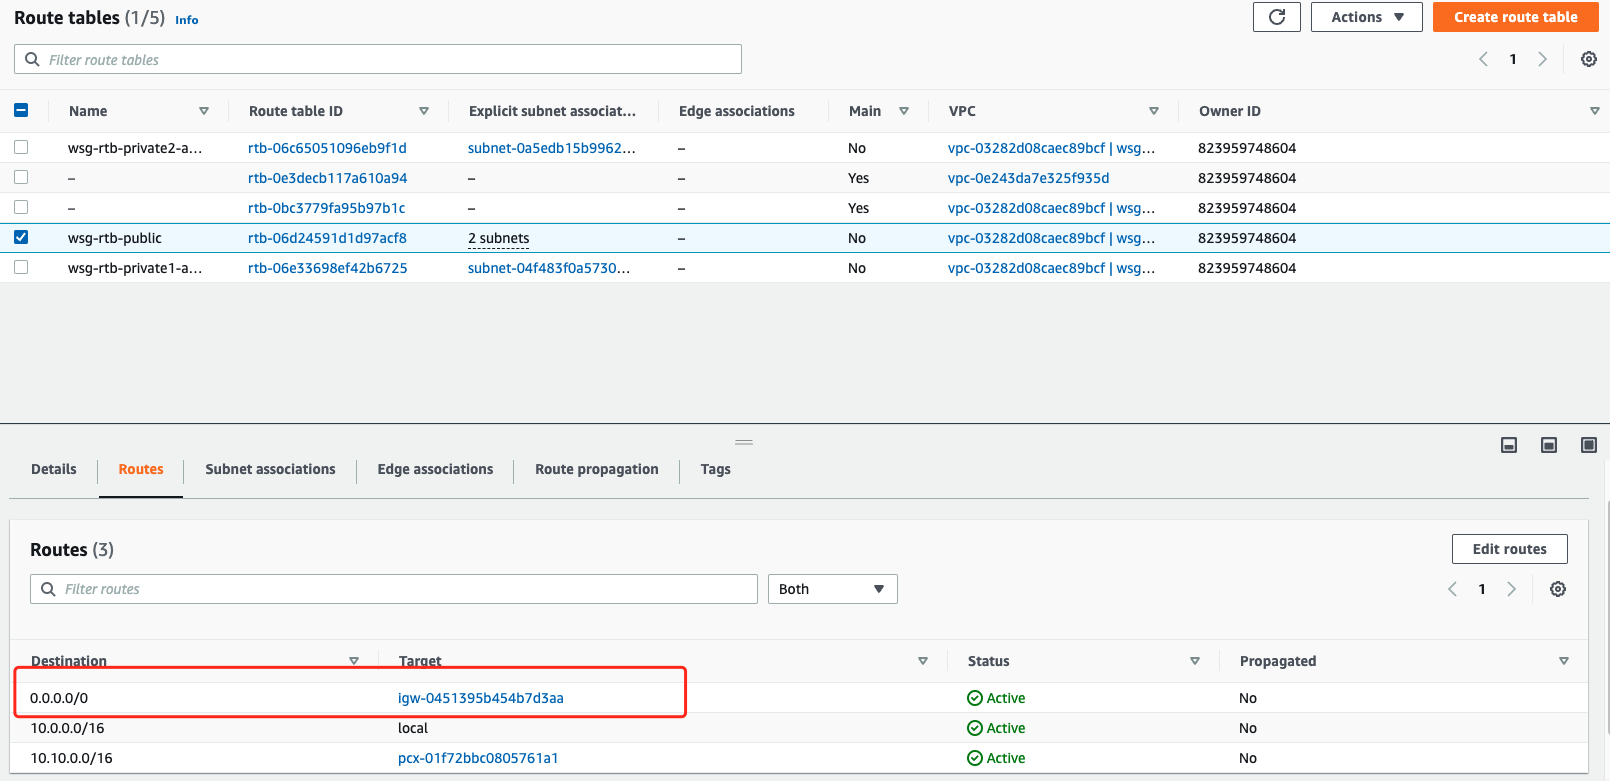 Route tables (1/5) Info
Actions
Create route table
Filter route tables
1
Name Route table ID Explicit subnet associat... Edge associations Main VPC Owner ID
wsg-rtb-private2-a... rtb-06c65051096eb9f1d subnet-0a5edb15b9962... – No vpc-03282d08caec89bcf | wsg... 823959748604
– rtb-0e3decb117a610a94 – – Yes vpc-0e243da7e325f935d 823959748604
– rtb-0bc3779fa95b97b1c – – Yes vpc-03282d08caec89bcf | wsg... 823959748604
wsg-rtb-public rtb-06d24591d1d97acf8 2 subnets – No vpc-03282d08caec89bcf | wsg... 823959748604
wsg-rtb-private1-a... rtb-06e33698ef42b6725 subnet-04f483f0a5730... – No vpc-03282d08caec89bcf | wsg... 823959748604
Details Routes Subnet associations Edge associations Route propagation Tags
Routes (3)
Edit routes
Filter routes
Both
1
Destination Target Status Propagated
0.0.0.0/0 igw-0451395b454b7d3aa Active No
10.0.0.0/16 local Active No
10.10.0.0/16 pcx-01f72bbc0805761a1 Active No